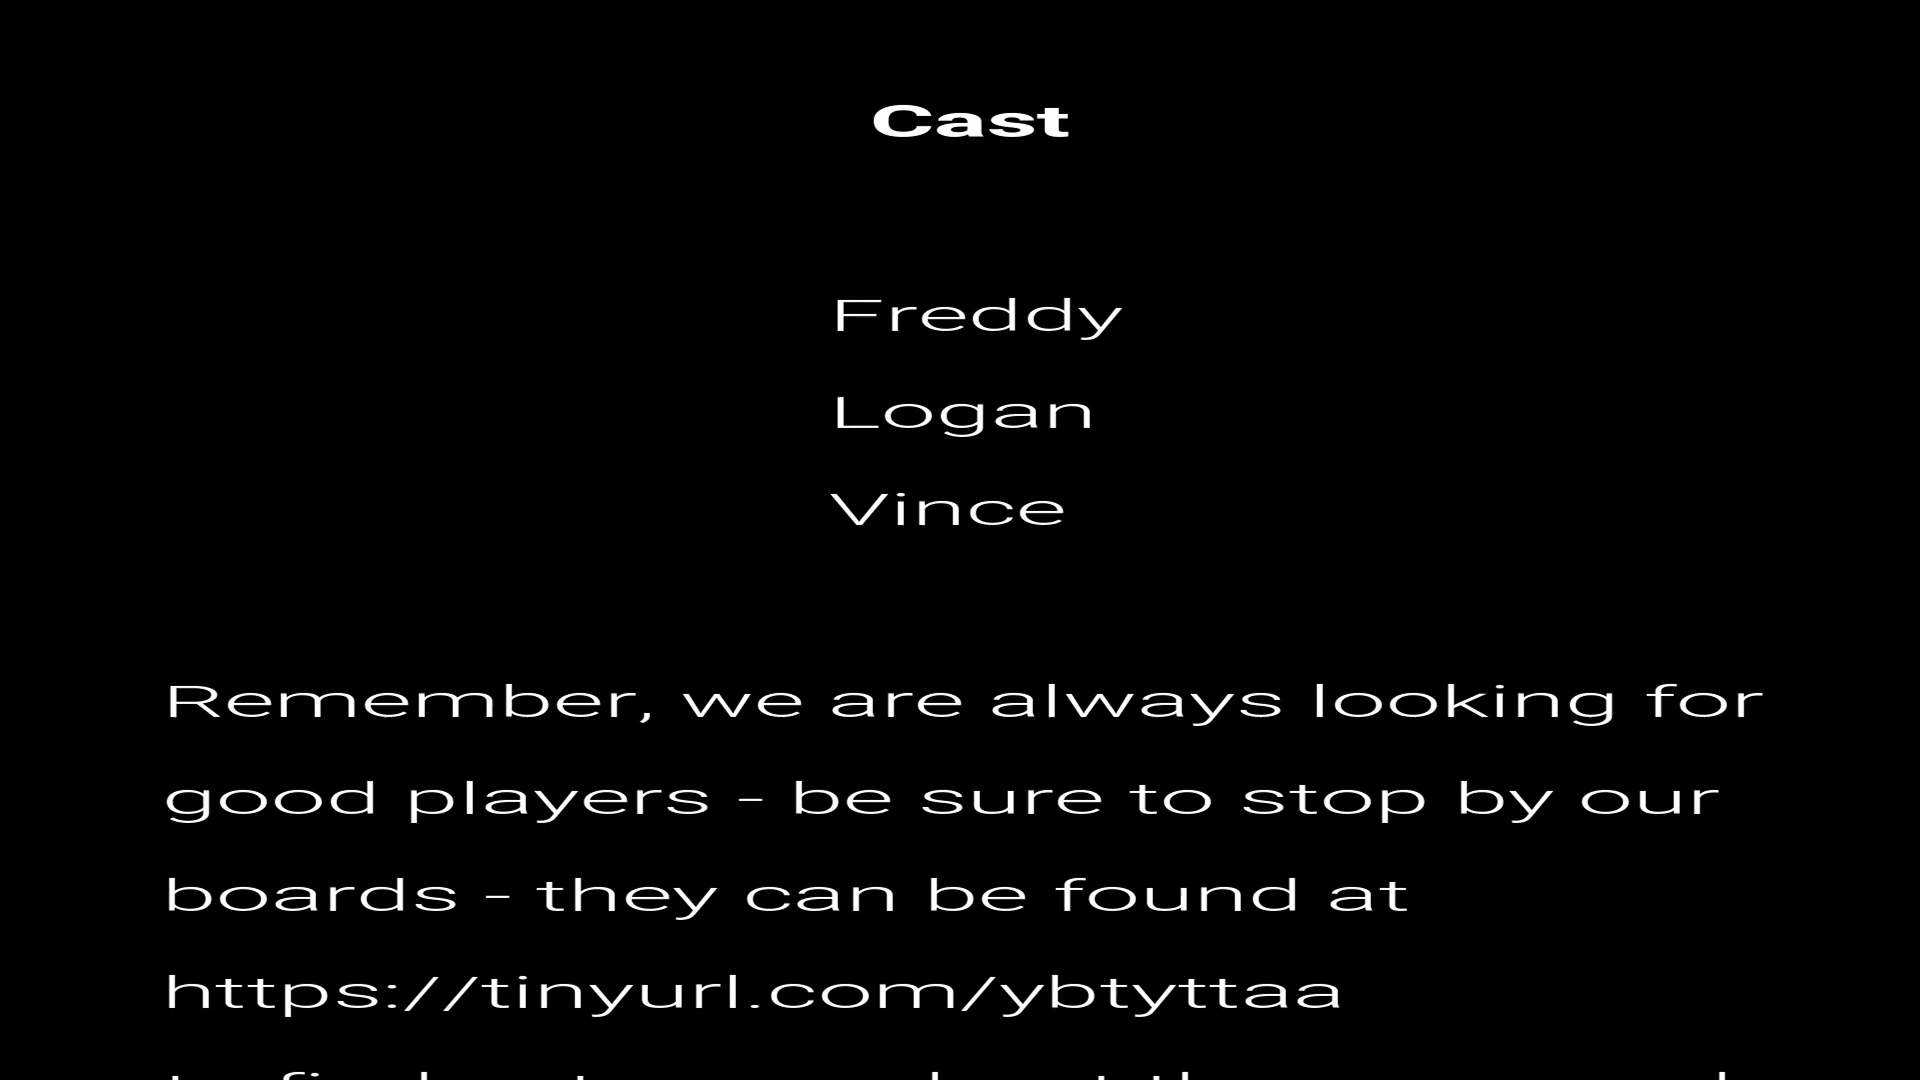 Cast
Freddy
Logan
Vince
Remember, we are always looking for
good players - be sure to stop by our
boards - they can be found at
https://tinyurl.com/ybtyttaa